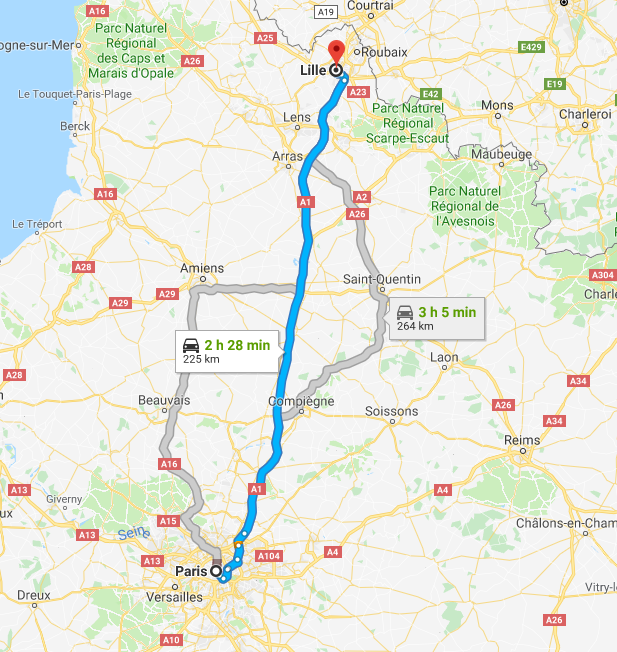 Courtrai
A19
Parc Naturel
Régional
des Caps et
Marais d'Opale
A25
Roubaix
E429
ogne-sur-Mer
A26
Lille
Le Touquet-Paris-Plage
A23
E42
E19
Parc Naturel
Régional
Scarpe-Escaut
Mons
Charleroi
Berck
Lens
Arras
Maubeuge
A16
A1
A2
A26
Parc Naturel
Régional de
l'Avesnois
Le Tréport
A28
Amiens
Saint-Quentin
A304
A29
A29
Charle
3 h 5 min
264 km
2 h 28 min
225 km
Laon
A28
A34
Beauvais
Compiègne
Soissons
A26
A34
Reims
A16
A13
A1
A4
Giverny
ux
A15
Châlons-en-Cham
A13
Sein
A13
A104
A4
Paris
Versailles
Vitry-l
Dreux
A26
A10